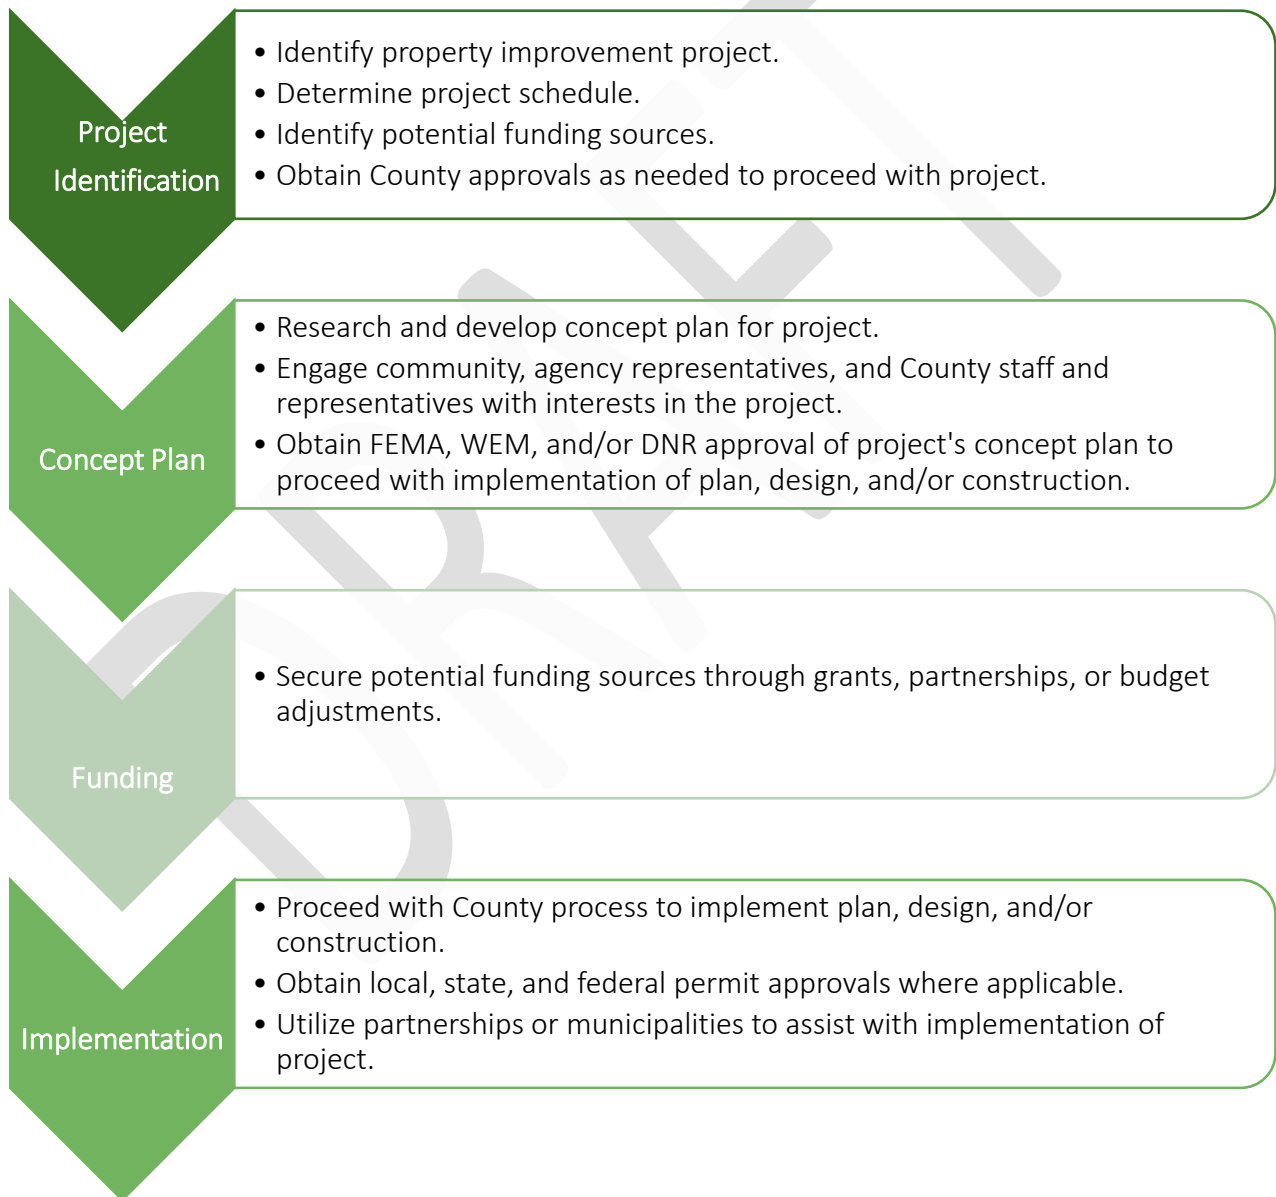 Project
Identification
• Identify property improvement project.
• Determine project schedule.
• Identify potential funding sources.
• Obtain County approvals as needed to proceed with project.
Concept Plan
• Research and develop concept plan for project.
• Engage community, agency representatives, and County staff and
representatives with interests in the project.
• Obtain FEMA, WEM, and/or DNR approval of project's concept plan to
proceed with implementation of plan, design, and/or construction.
Funding
• Secure potential funding sources through grants, partnerships, or budget
adjustments.
Implementation
• Proceed with County process to implement plan, design, and/or
construction.
• Obtain local, state, and federal permit approvals where applicable.
• Utilize partnerships or municipalities to assist with implementation of
project.
DRAFT